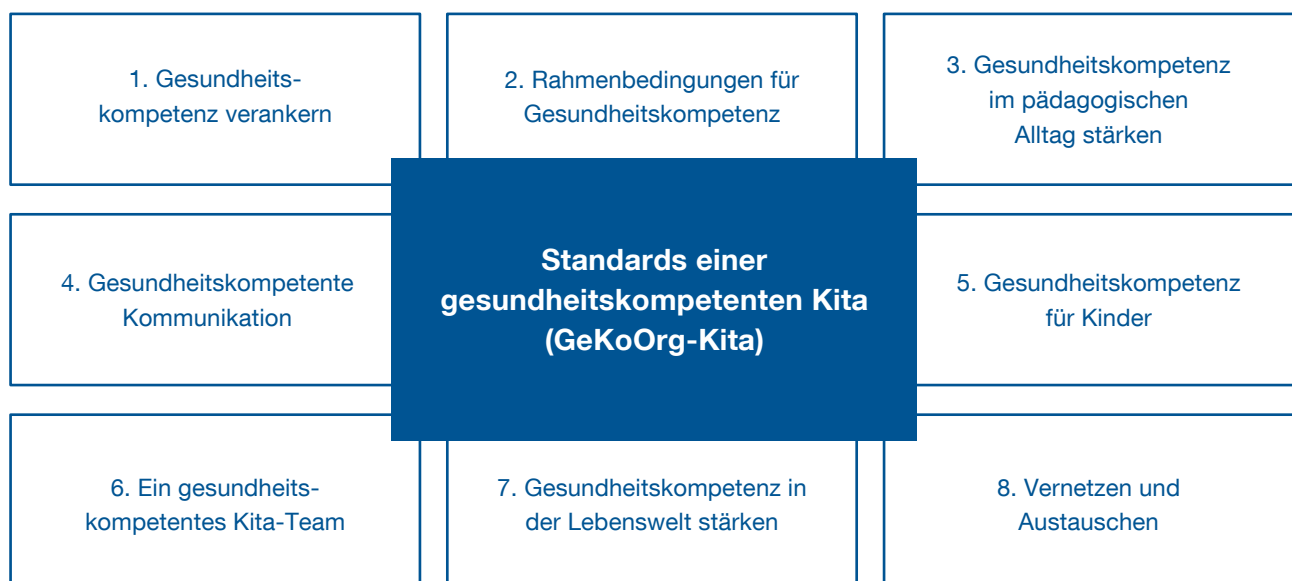 1. Gesundheits-
kompetenz verankern
2. Rahmenbedingungen für
Gesundheitskompetenz
3. Gesundheitskompetenz
im pädagogischen
Alltag stärken
4. Gesundheitskompetente
Kommunikation
Standards einer
gesundheitskompetenten Kita
(GeKoOrg-Kita)
5. Gesundheitskompetenz
für Kinder
6. Ein gesundheits-
kompetentes Kita-Team
7. Gesundheitskompetenz in
der Lebenswelt stärken
8. Vernetzen und
Austauschen